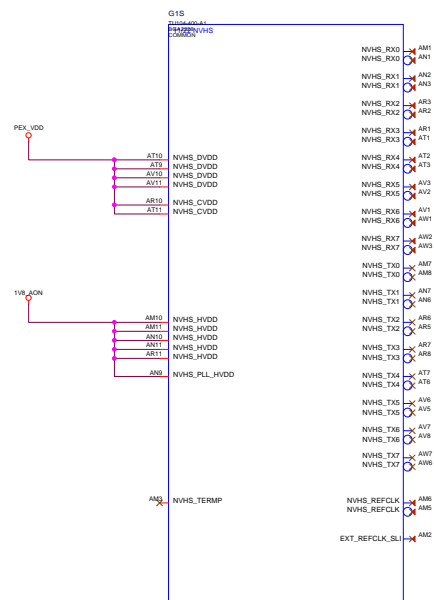 G1S
COMMON
PEX_VDD
AT10 NVHS_DVDD
AT9 NVHS_DVDD
AV10 NVHS_DVDD
AV11 NVHS_DVDD
AR10 NVHS_CVDD
AT11 NVHS_CVDD
1V8_AON
AM10 NVHS_HVDD
AM11 NVHS_HVDD
AN10 NVHS_HVDD
AN11 NVHS_HVDD
AR11 NVHS_HVDD
AN9 NVHS_PLL_HVDD
AM3 NVHS_TERMP
NVHS_RX0 AM1
NVHS_RX0 AN1
NVHS_RX1 AN2
NVHS_RX1 AN3
NVHS_RX2 AR3
NVHS_RX2 AR2
NVHS_RX3 AR1
NVHS_RX3 AT1
NVHS_RX4 AT2
NVHS_RX4 AT3
NVHS_RX5 AV3
NVHS_RX5 AV2
NVHS_RX6 AV1
NVHS_RX6 AW1
NVHS_RX7 AW2
NVHS_RX7 AW3
NVHS_TX0 AM7
NVHS_TX0 AM8
NVHS_TX1 AN7
NVHS_TX1 AN6
NVHS_TX2 AR6
NVHS_TX2 AR5
NVHS_TX3 AR7
NVHS_TX3 AR8
NVHS_TX4 AT7
NVHS_TX4 AT6
NVHS_TX5 AV6
NVHS_TX5 AV5
NVHS_TX6 AV7
NVHS_TX6 AV8
NVHS_TX7 AW7
NVHS_TX7 AW6
NVHS_REFCLK AM6
NVHS_REFCLK AM5
EXT_REFCLK_SLI AM2